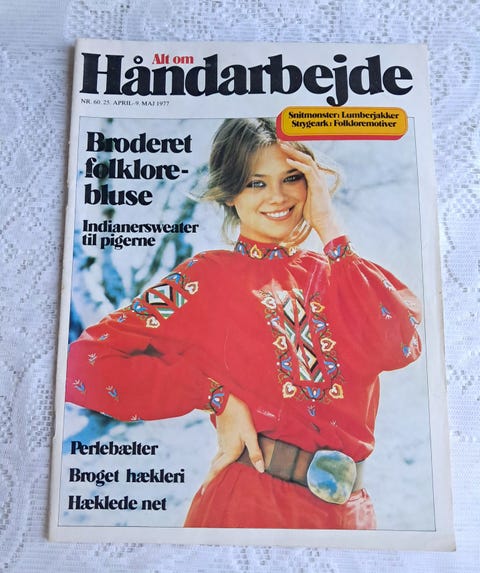 Alt om
Håndarbejde
NR. 60. 25. APRIL-9. MAJ 1977
Snitmønster: Lumberjakker
Strygeark: Folkloremotiver
Broderet
folklore-
bluse
Indianersweater
til pigerne
Perlebælter
Broget hækleri
Hæklede net